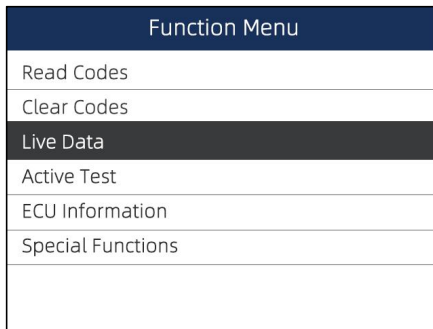 Function Menu
Read Codes
Clear Codes
Live Data
Active Test
ECU Information
Special Functions